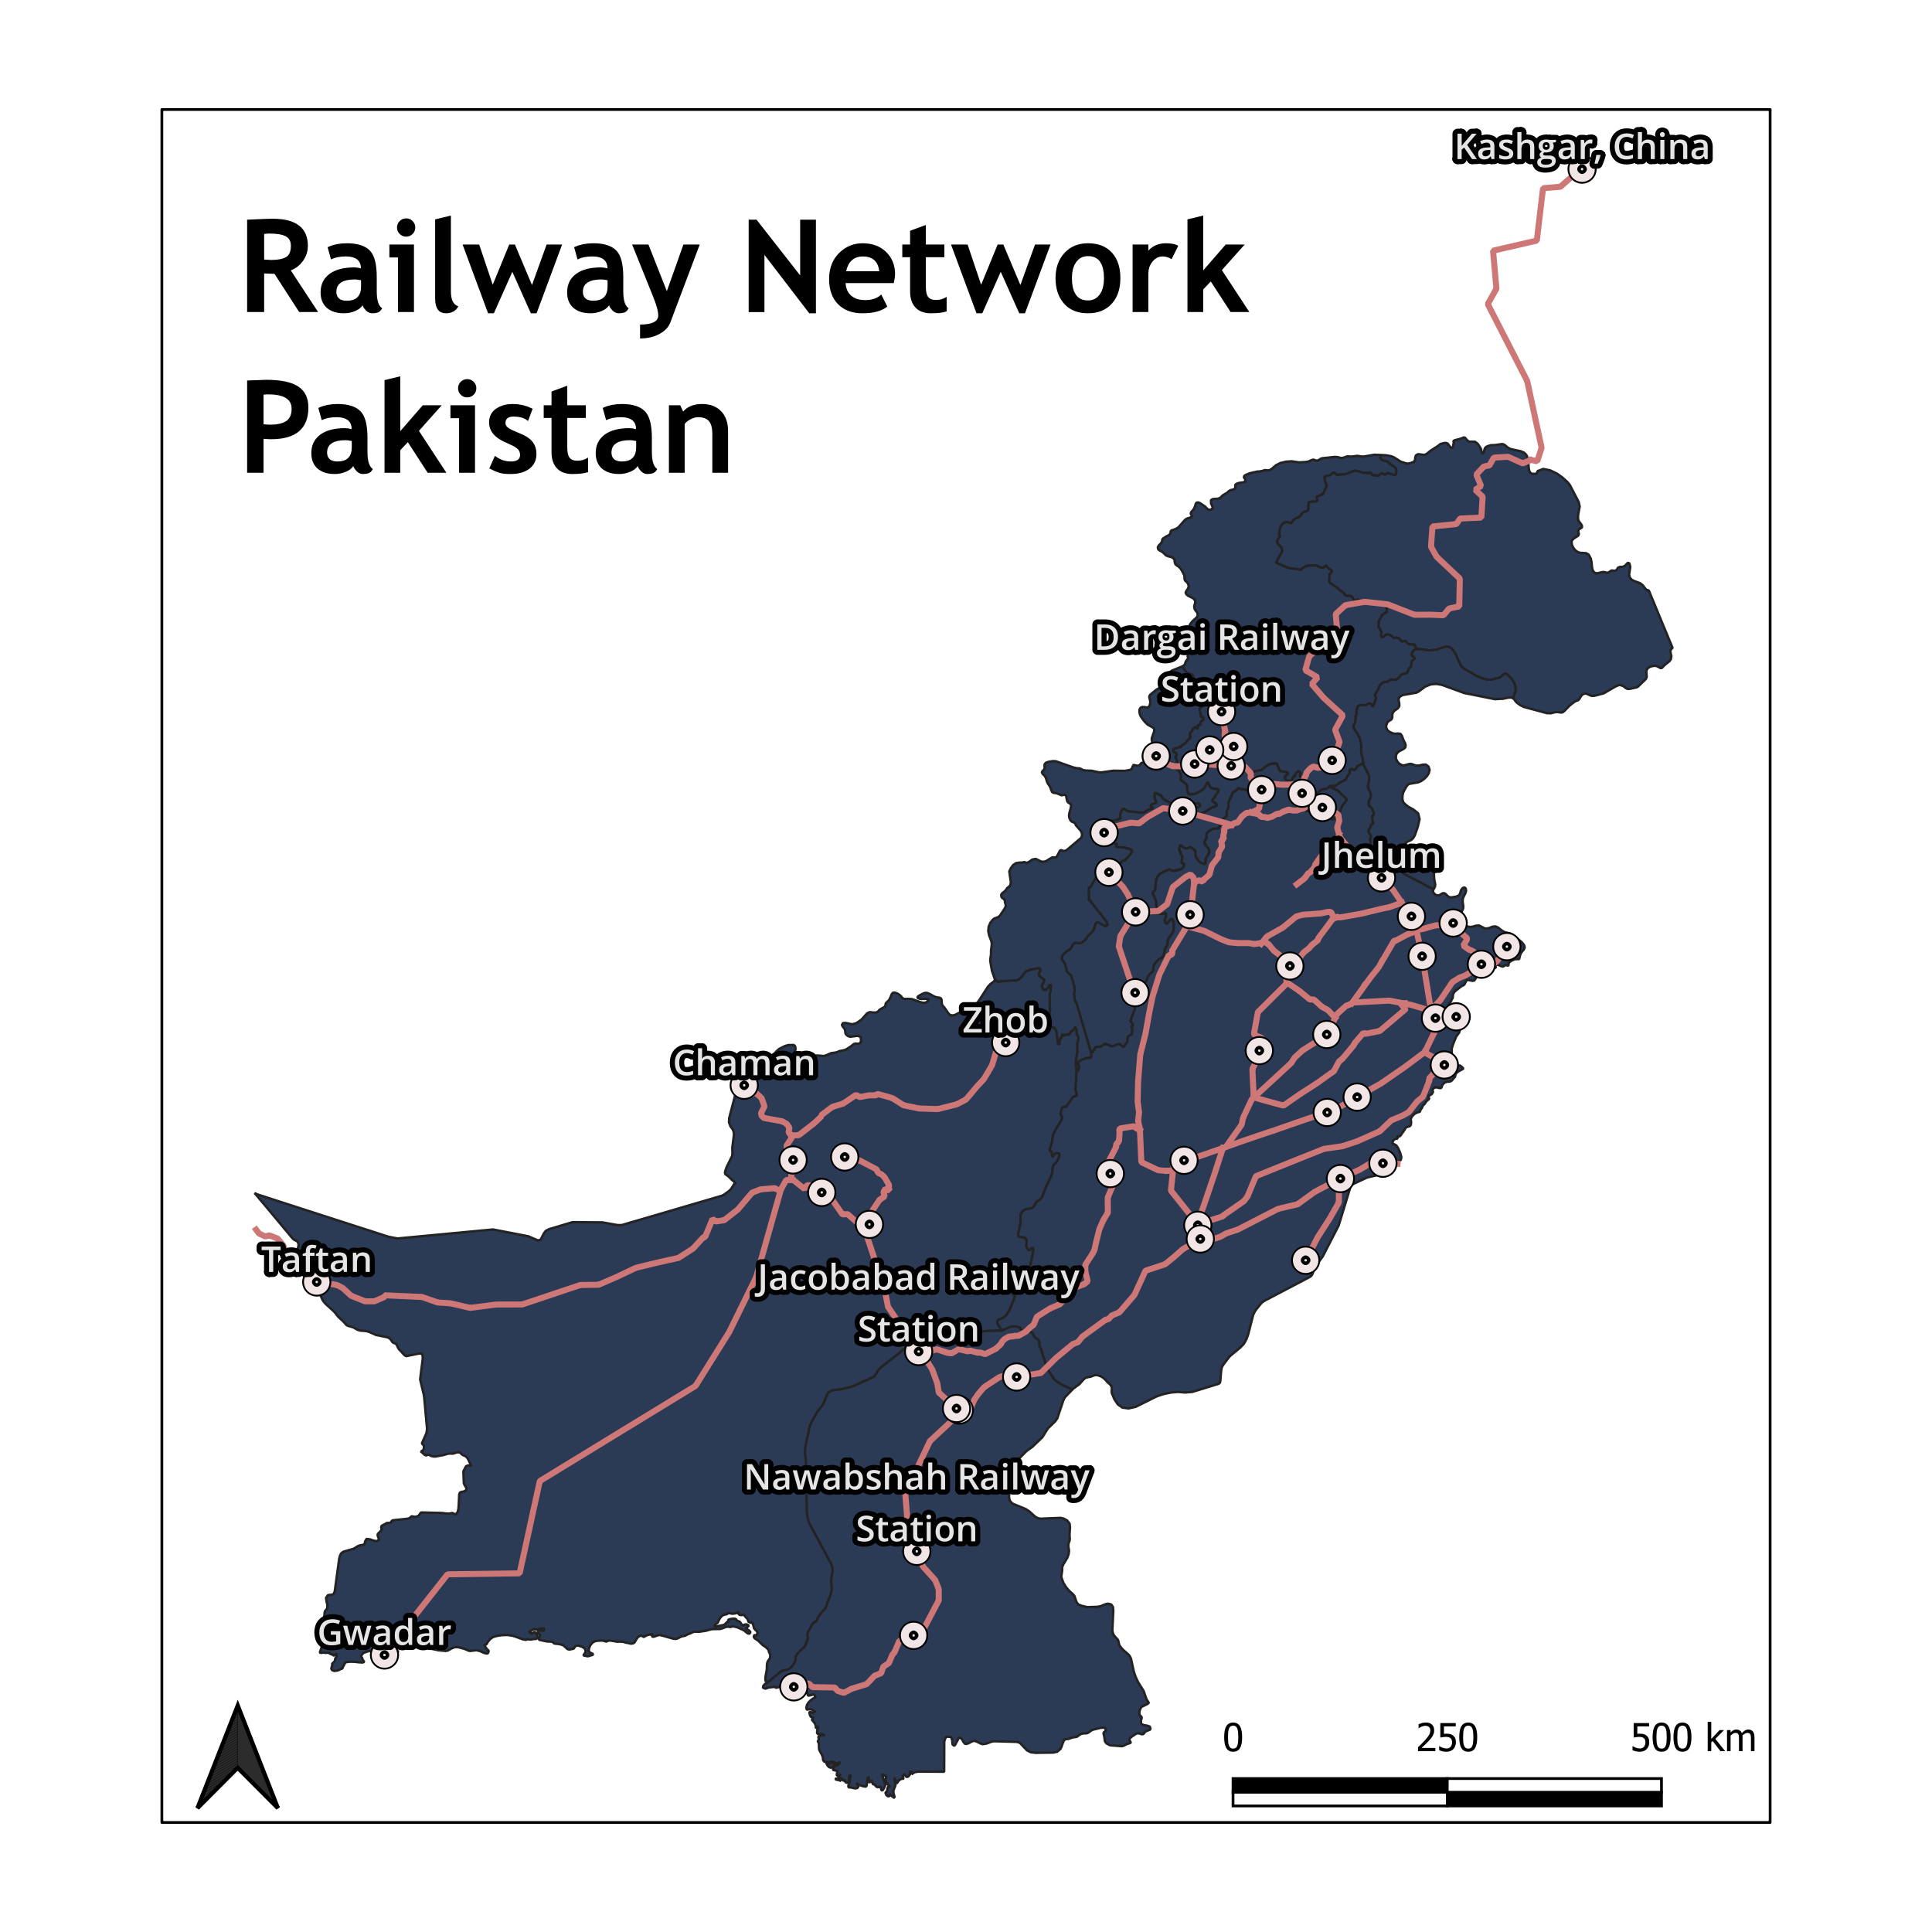 Railway Network
Pakistan
Kashgar, China
Dargai Railway
Station
Jhelum
Zhob
Chaman
Taftan
Jacobabad Railway
Station
Nawabshah Railway
Station
Gwadar
0 250 500 km